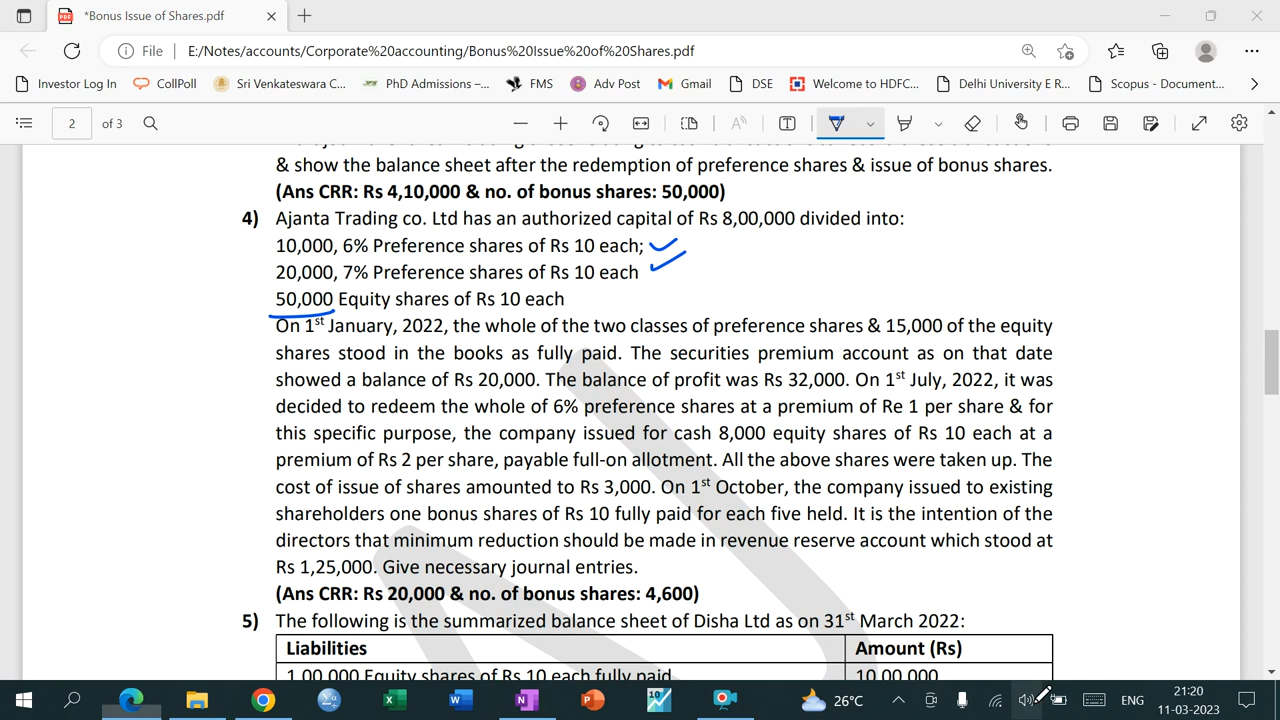 *Bonus Issue of Shares.pdf
File | E:/Notes/accounts/Corporate%20accounting/Bonus%20Issue%20of%20Shares.pdf
Investor Log In CollPoll Sri Venkateswara C... PhD Admissions –... FMS Adv Post Gmail DSE Welcome to HDFC... Delhi University E R... Scopus - Document...
2 of 3
& show the balance sheet after the redemption of preference shares & issue of bonus shares.
(Ans CRR: Rs 4,10,000 & no. of bonus shares: 50,000)
4) Ajanta Trading co. Ltd has an authorized capital of Rs 8,00,000 divided into:
10,000, 6% Preference shares of Rs 10 each;
20,000, 7% Preference shares of Rs 10 each
50,000 Equity shares of Rs 10 each
On 1st January, 2022, the whole of the two classes of preference shares & 15,000 of the equity
shares stood in the books as fully paid. The securities premium account as on that date
showed a balance of Rs 20,000. The balance of profit was Rs 32,000. On 1st July, 2022, it was
decided to redeem the whole of 6% preference shares at a premium of Re 1 per share & for
this specific purpose, the company issued for cash 8,000 equity shares of Rs 10 each at a
premium of Rs 2 per share, payable full-on allotment. All the above shares were taken up. The
cost of issue of shares amounted to Rs 3,000. On 1st October, the company issued to existing
shareholders one bonus shares of Rs 10 fully paid for each five held. It is the intention of the
directors that minimum reduction should be made in revenue reserve account which stood at
Rs 1,25,000. Give necessary journal entries.
(Ans CRR: Rs 20,000 & no. of bonus shares: 4,600)
5) The following is the summarized balance sheet of Disha Ltd as on 31st March 2022:
Liabilities Amount (Rs)
1,00,000 Equity shares of Rs 10 each fully paid 10,00,000
26°C ENG 21:20
11-03-2023